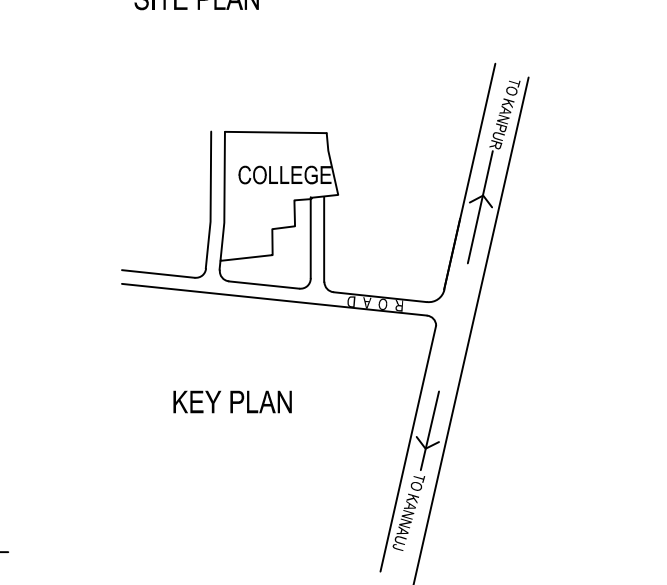 SITE PLAN
TO KANPUR
COLLEGE
ROAD
KEY PLAN
TO KANNAUJ